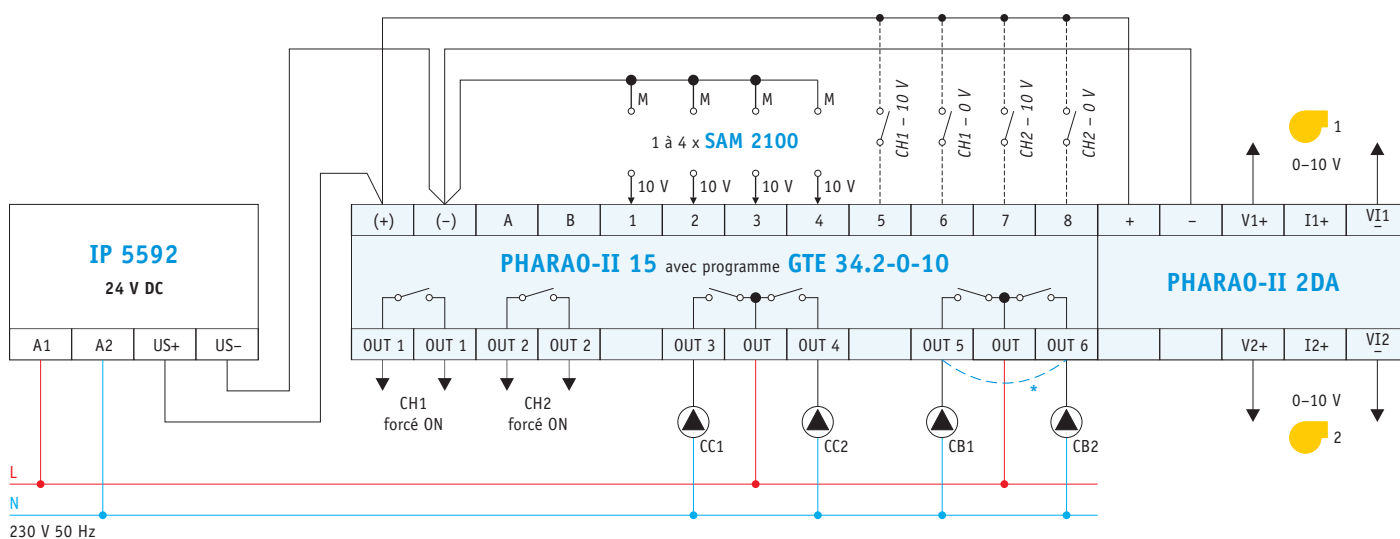 CH1 – 10 V
CH1 – 0 V
CH2 – 10 V
CH2 – 0 V
M
M
M
M
1 à 4 x SAM 2100
10 V
10 V
10 V
10 V
1
0–10 V
IP 5592
24 V DC
A1
A2
US+
US–
(+)
(–)
A
B
1
2
3
4
5
6
7
8
+
–
V1+
I1+
VI1
–
PHARAO-II 15 avec programme GTE 34.2-0-10
PHARAO-II 2DA
OUT 1
OUT 1
OUT 2
OUT 2
OUT 3
OUT
OUT 4
OUT 5
OUT
OUT 6
V2+
I2+
VI2
–
CH1
forcé ON
CH2
forcé ON
*
CC1
CC2
CB1
CB2
0–10 V
2
L
N
230 V 50 Hz